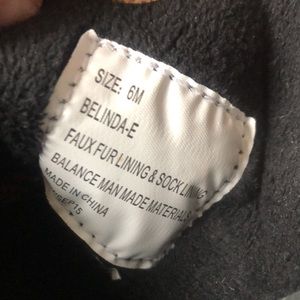 SIZE: 6M
BELINDA-E
FAUX FUR LINING & SOCK LINING
BALANCE MAN MADE MATERIALS
MADE IN CHINA